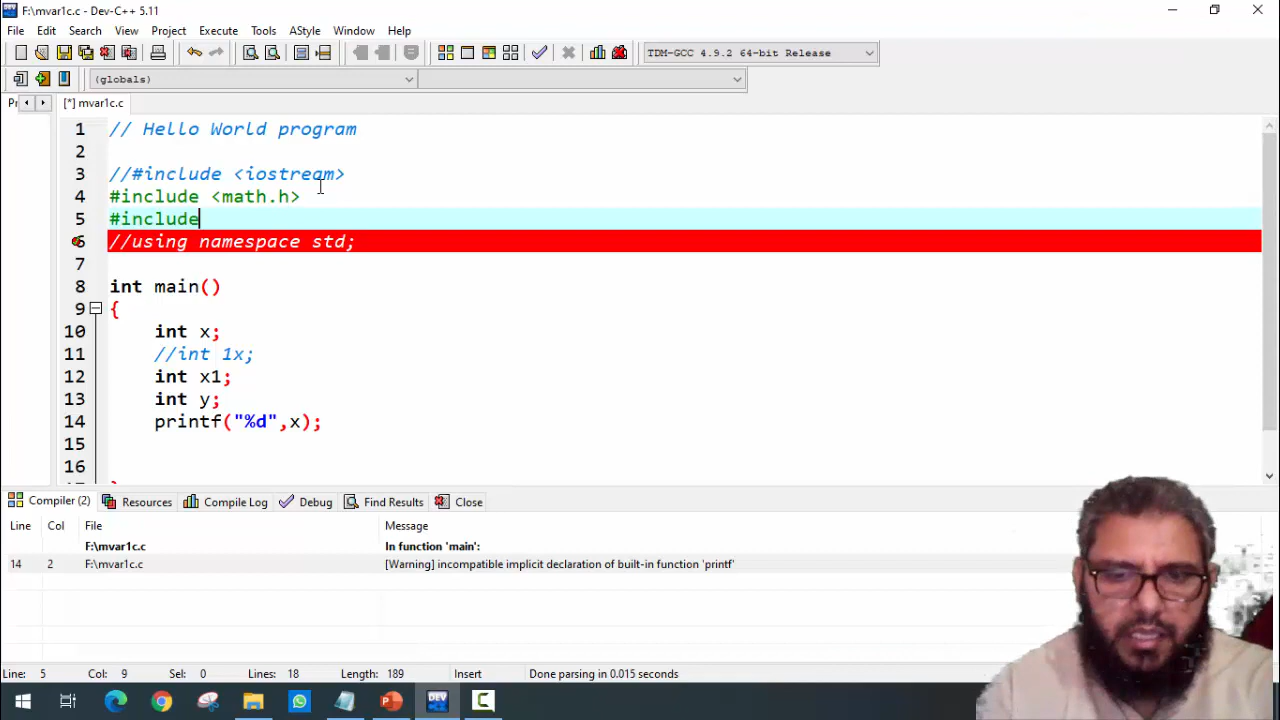 F:\mvar1c.c - Dev-C++ 5.11
File Edit Search View Project Execute Tools AStyle Window Help
TDM-GCC 4.9.2 64-bit Release
(globals)
[*] mvar1c.c
1 // Hello World program
2
3 //#include <iostream>
4 #include <math.h>
5 #include
6 //using namespace std;
7
8 int main()
9 {
10 int x;
11 //int 1x;
12 int x1;
13 int y;
14 printf("%d",x);
15
16
Compiler (2) Resources Compile Log Debug Find Results Close
Line Col File Message
F:\mvar1c.c In function 'main':
14 2 F:\mvar1c.c [Warning] incompatible implicit declaration of built-in function 'printf'
Line: 5 Col: 9 Sel: 0 Lines: 18 Length: 189 Insert Done parsing in 0.015 seconds
DEV